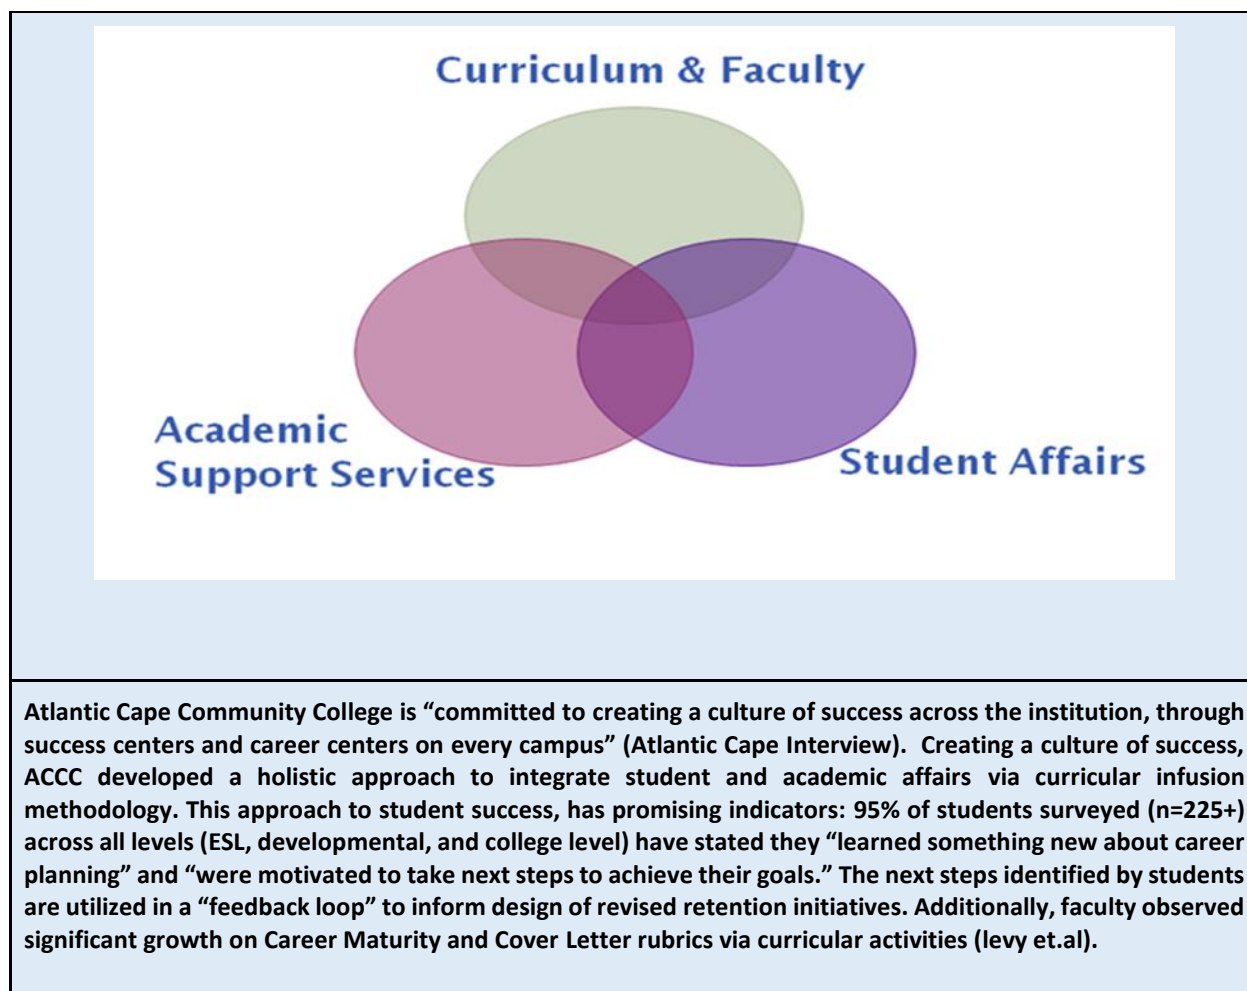 Curriculum & Faculty
Academic
Support Services
Student Affairs
Atlantic Cape Community College is “committed to creating a culture of success across the institution, through
success centers and career centers on every campus” (Atlantic Cape Interview).  Creating a culture of success,
ACCC developed a holistic approach to integrate student and academic affairs via curricular infusion
methodology. This approach to student success, has promising indicators: 95% of students surveyed (n=225+)
across all levels (ESL, developmental, and college level) have stated they “learned something new about career
planning” and “were motivated to take next steps to achieve their goals.” The next steps identified by students
are utilized in a “feedback loop” to inform design of revised retention initiatives. Additionally, faculty observed
significant growth on Career Maturity and Cover Letter rubrics via curricular activities (levy et.al).